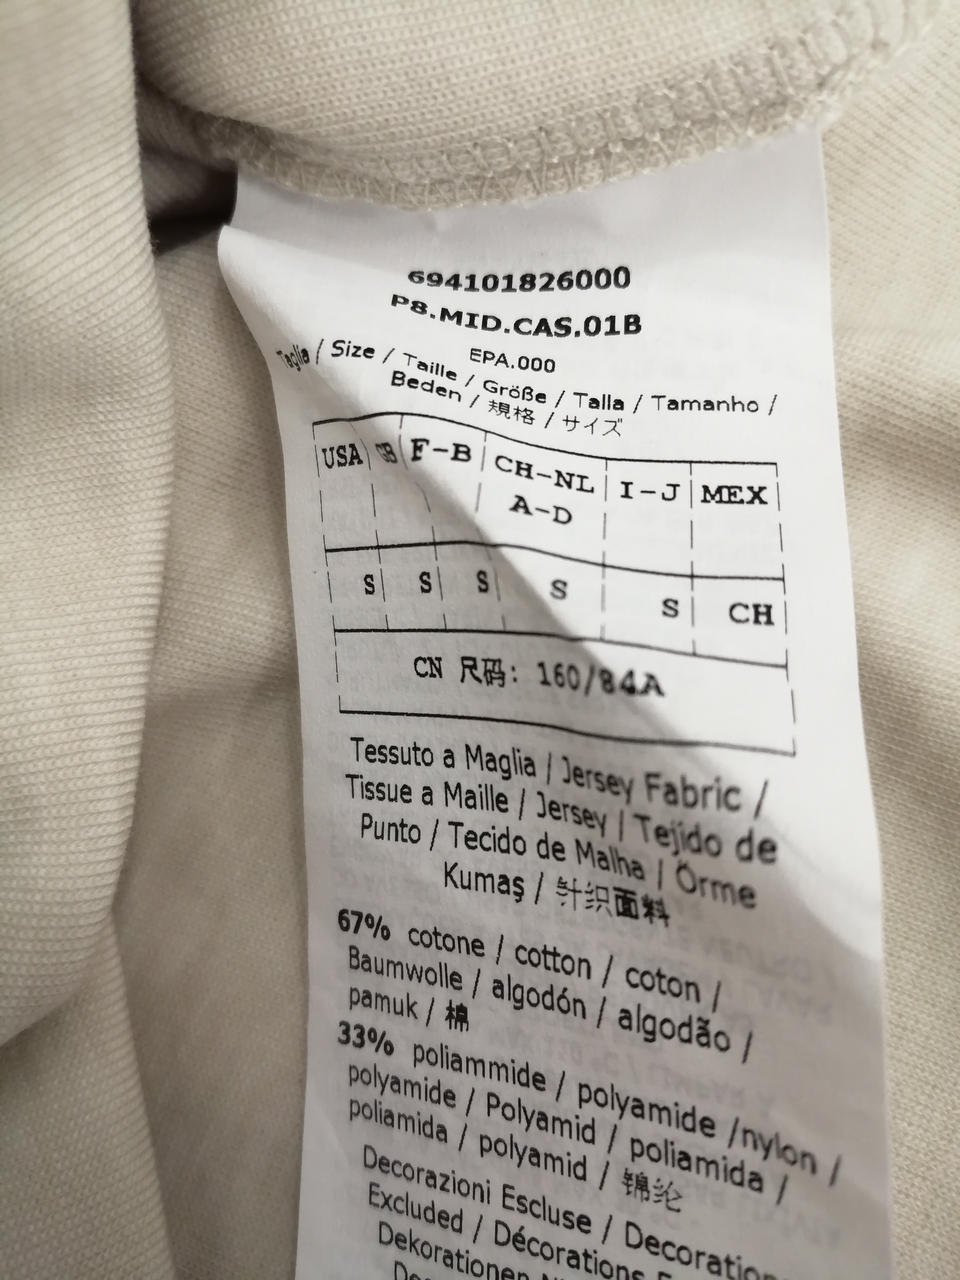 694101826000
P8.MID.CAS.01B
EPA.000
Taglia / Size / Taille / Größe / Talla / Tamanho /
Beden / 規格 / サイズ
USA GB F-B CH-NL I-J MEX
A-D
S S S S S CH
CN 尺码: 160/84A
Tessuto a Maglia / Jersey Fabric /
Tissue a Maille / Jersey / Tejido de
Punto / Tecido de Malha / Örme
Kumaş / 针织面料
67% cotone / cotton / coton /
Baumwolle / algodón / algodão /
pamuk / 棉
33% poliammide / polyamide /nylon /
polyamide / Polyamid / poliamida /
poliamida / polyamid / 锦纶
Decorazioni Escluse / Decoration
Excluded / Décorations
Dekorationen